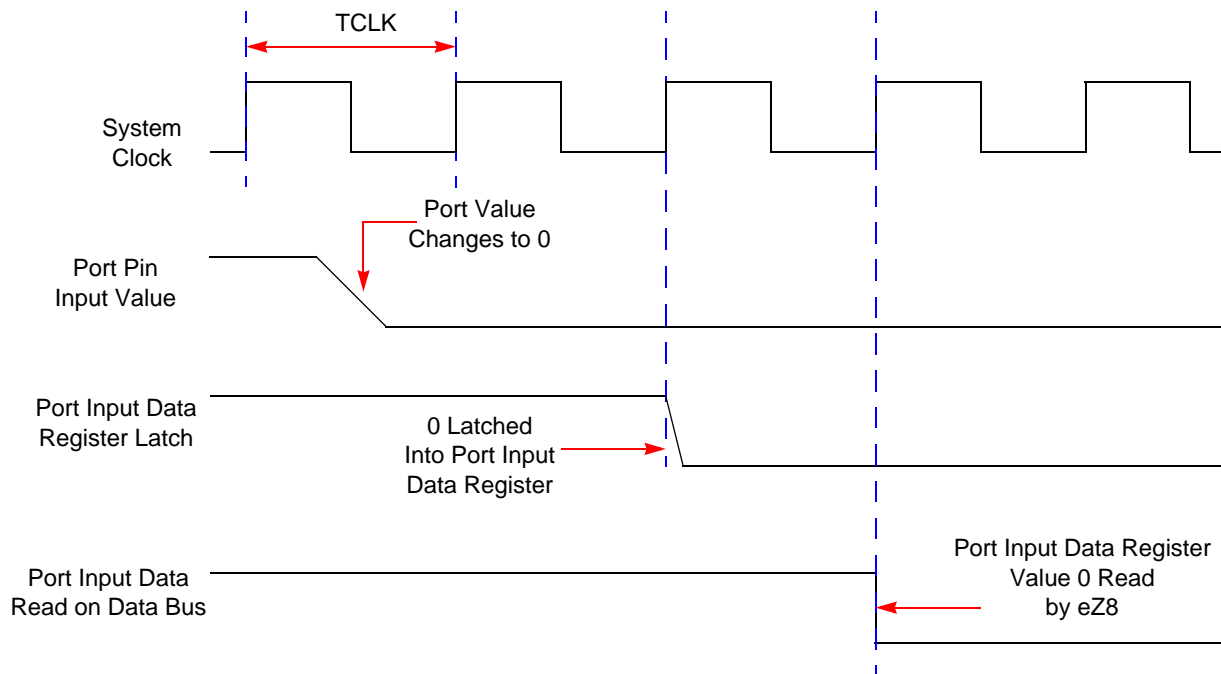 TCLK
System
Clock
Port Value
Changes to 0
Port Pin
Input Value
Port Input Data
Register Latch
0 Latched
Into Port Input
Data Register
Port Input Data
Read on Data Bus
Port Input Data Register
Value 0 Read
by eZ8